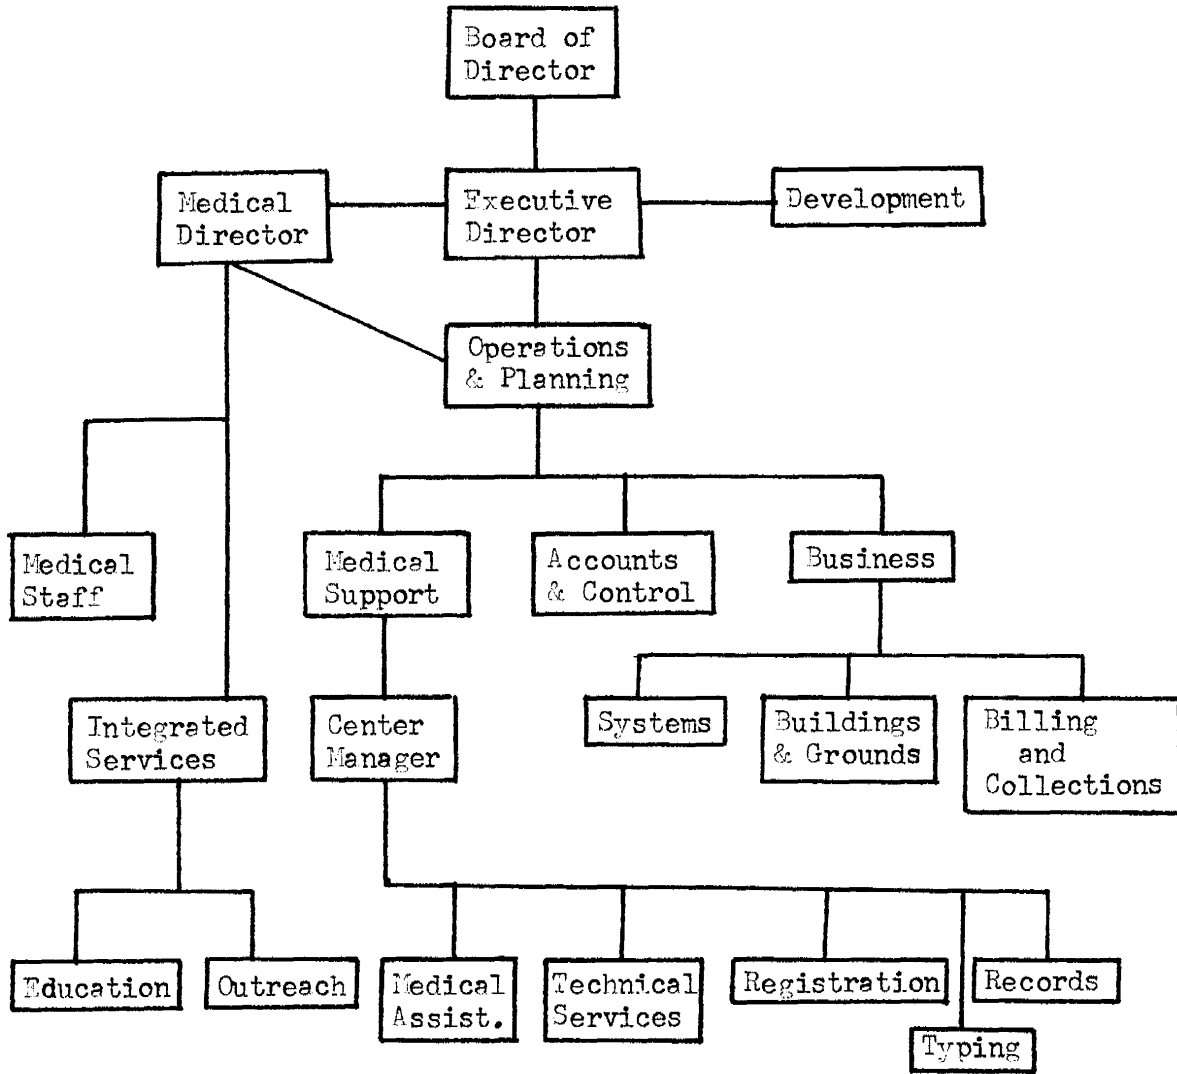 Board of
Director
Medical
Director
Executive
Director
Development
Operations
& Planning
Medical
Staff
Medical
Support
Accounts
& Control
Business
Integrated
Services
Center
Manager
Systems
Buildings
& Grounds
Billing
and
Collections
Education
Outreach
Medical
Assist.
Technical
Services
Registration
Records
Typing